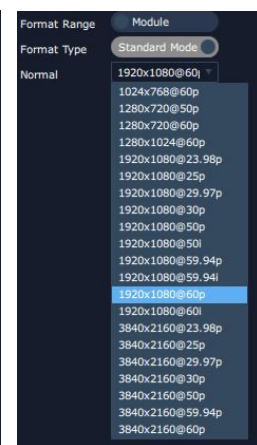 Format Range Module
Format Type Standard Mode
Normal 1920x1080@60p
1024x768@60p
1280x720@50p
1280x720@60p
1280x1024@60p
1920x1080@23.98p
1920x1080@25p
1920x1080@29.97p
1920x1080@30p
1920x1080@50p
1920x1080@50i
1920x1080@59.94p
1920x1080@59.94i
1920x1080@60p
1920x1080@60i
3840x2160@23.98p
3840x2160@25p
3840x2160@29.97p
3840x2160@30p
3840x2160@50p
3840x2160@59.94p
3840x2160@60p